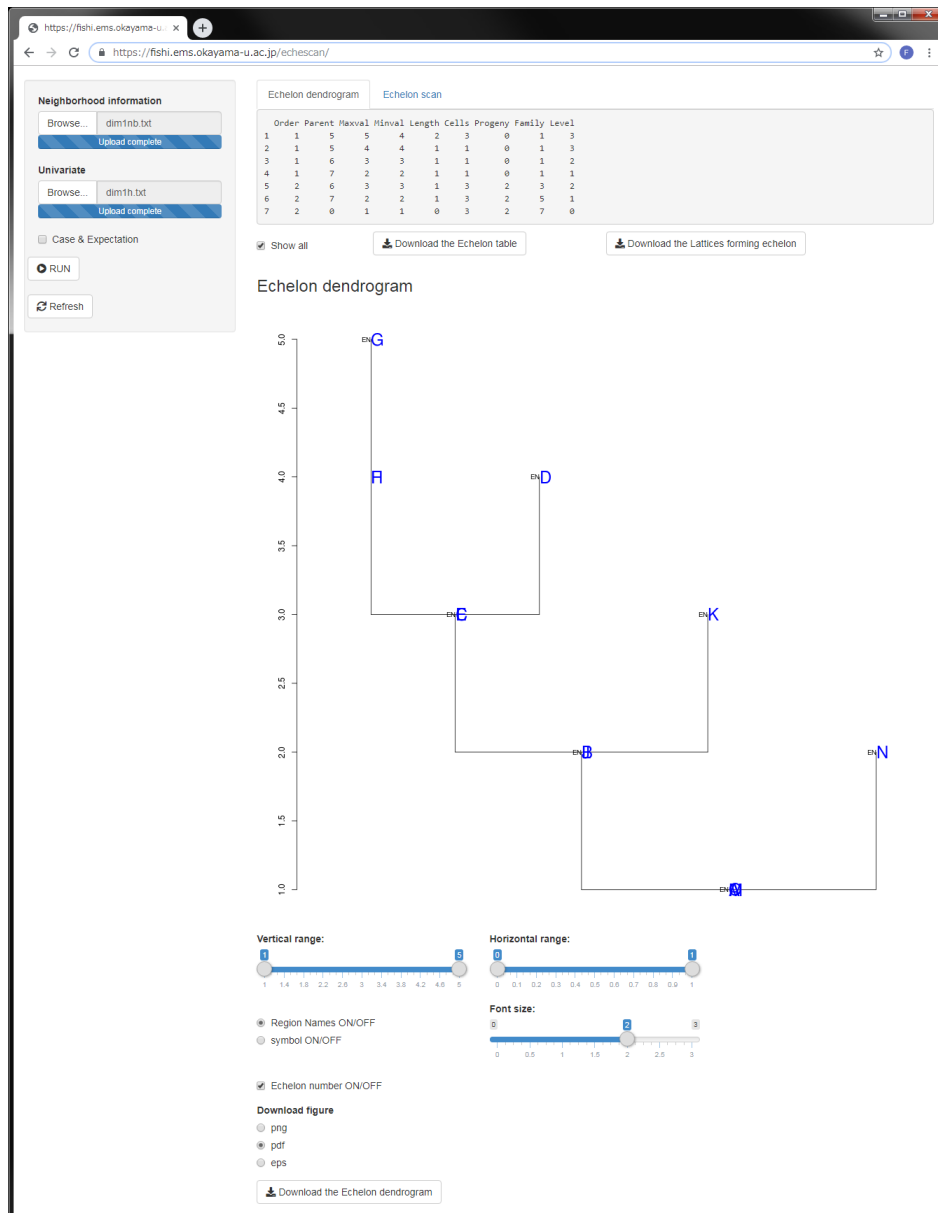 https://fishi.ems.okayama-u.a
https://fishi.ems.okayama-u.ac.jp/echescan/
F
Neighborhood information
Browse... dim1nb.txt
Upload complete
Univariate
Browse... dim1h.txt
Upload complete
Case & Expectation
RUN
Refresh
Echelon dendrogram Echelon scan
Order Parent Maxval Minval Length Cells Progeny Family Level
1 1 5 5 4 2 3 0 1 3
2 1 5 4 4 1 1 0 1 3
3 1 6 3 3 1 1 0 1 2
4 1 7 2 2 1 1 0 1 1
5 2 6 3 3 1 3 2 3 2
6 2 7 2 2 1 3 2 5 1
7 2 0 1 1 0 3 2 7 0
Show all
Download the Echelon table
Download the Lattices forming echelon
Echelon dendrogram
5.0
EN G
4.5
4.0
EN D
3.5
3.0
EN
EN K
2.5
2.0
EN
EN N
1.5
1.0
EN
Vertical range: Horizontal range:
1 5
1 1.4 1.8 2.2 2.6 3 3.4 3.8 4.2 4.6 5
0 1
0 0.1 0.2 0.3 0.4 0.5 0.6 0.7 0.8 0.9 1
Region Names ON/OFF
symbol ON/OFF
Font size:
0 2 3
0 0.5 1 1.5 2 2.5 3
Echelon number ON/OFF
Download figure
png
pdf
eps
Download the Echelon dendrogram